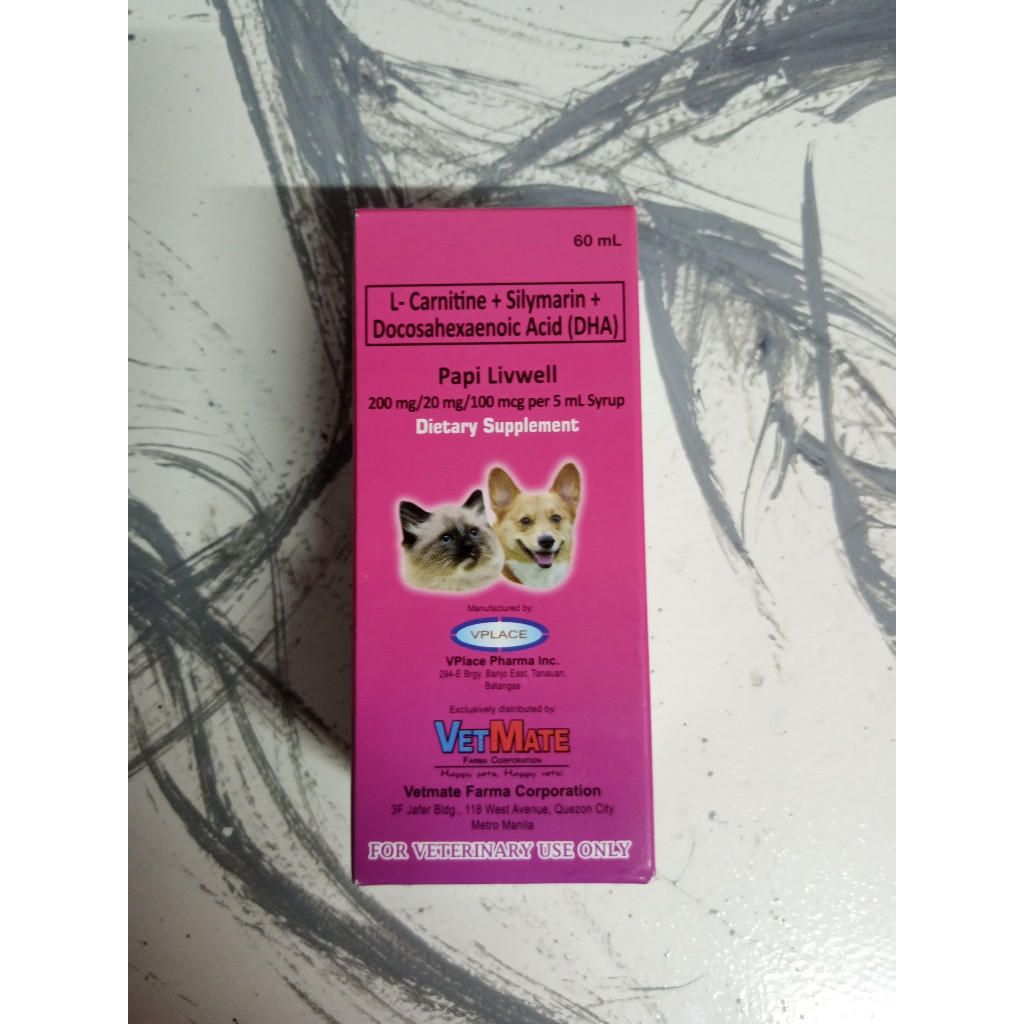 60 mL
L- Carnitine + Silymarin +
Docosahexaenoic Acid (DHA)
Papi Livwell
200 mg/20 mg/100 mcg per 5 mL Syrup
Dietary Supplement
Manufactured by:
VPLACE
VPlace Pharma Inc.
294-E Brgy. Banjo East, Tanauan,
Batangas
Exclusively distributed by:
VETMATE
FARMA CORPORATION
Happy pets, Happy vets!
Vetmate Farma Corporation
3F Jafer Bldg., 118 West Avenue, Quezon City
Metro Manila
FOR VETERINARY USE ONLY